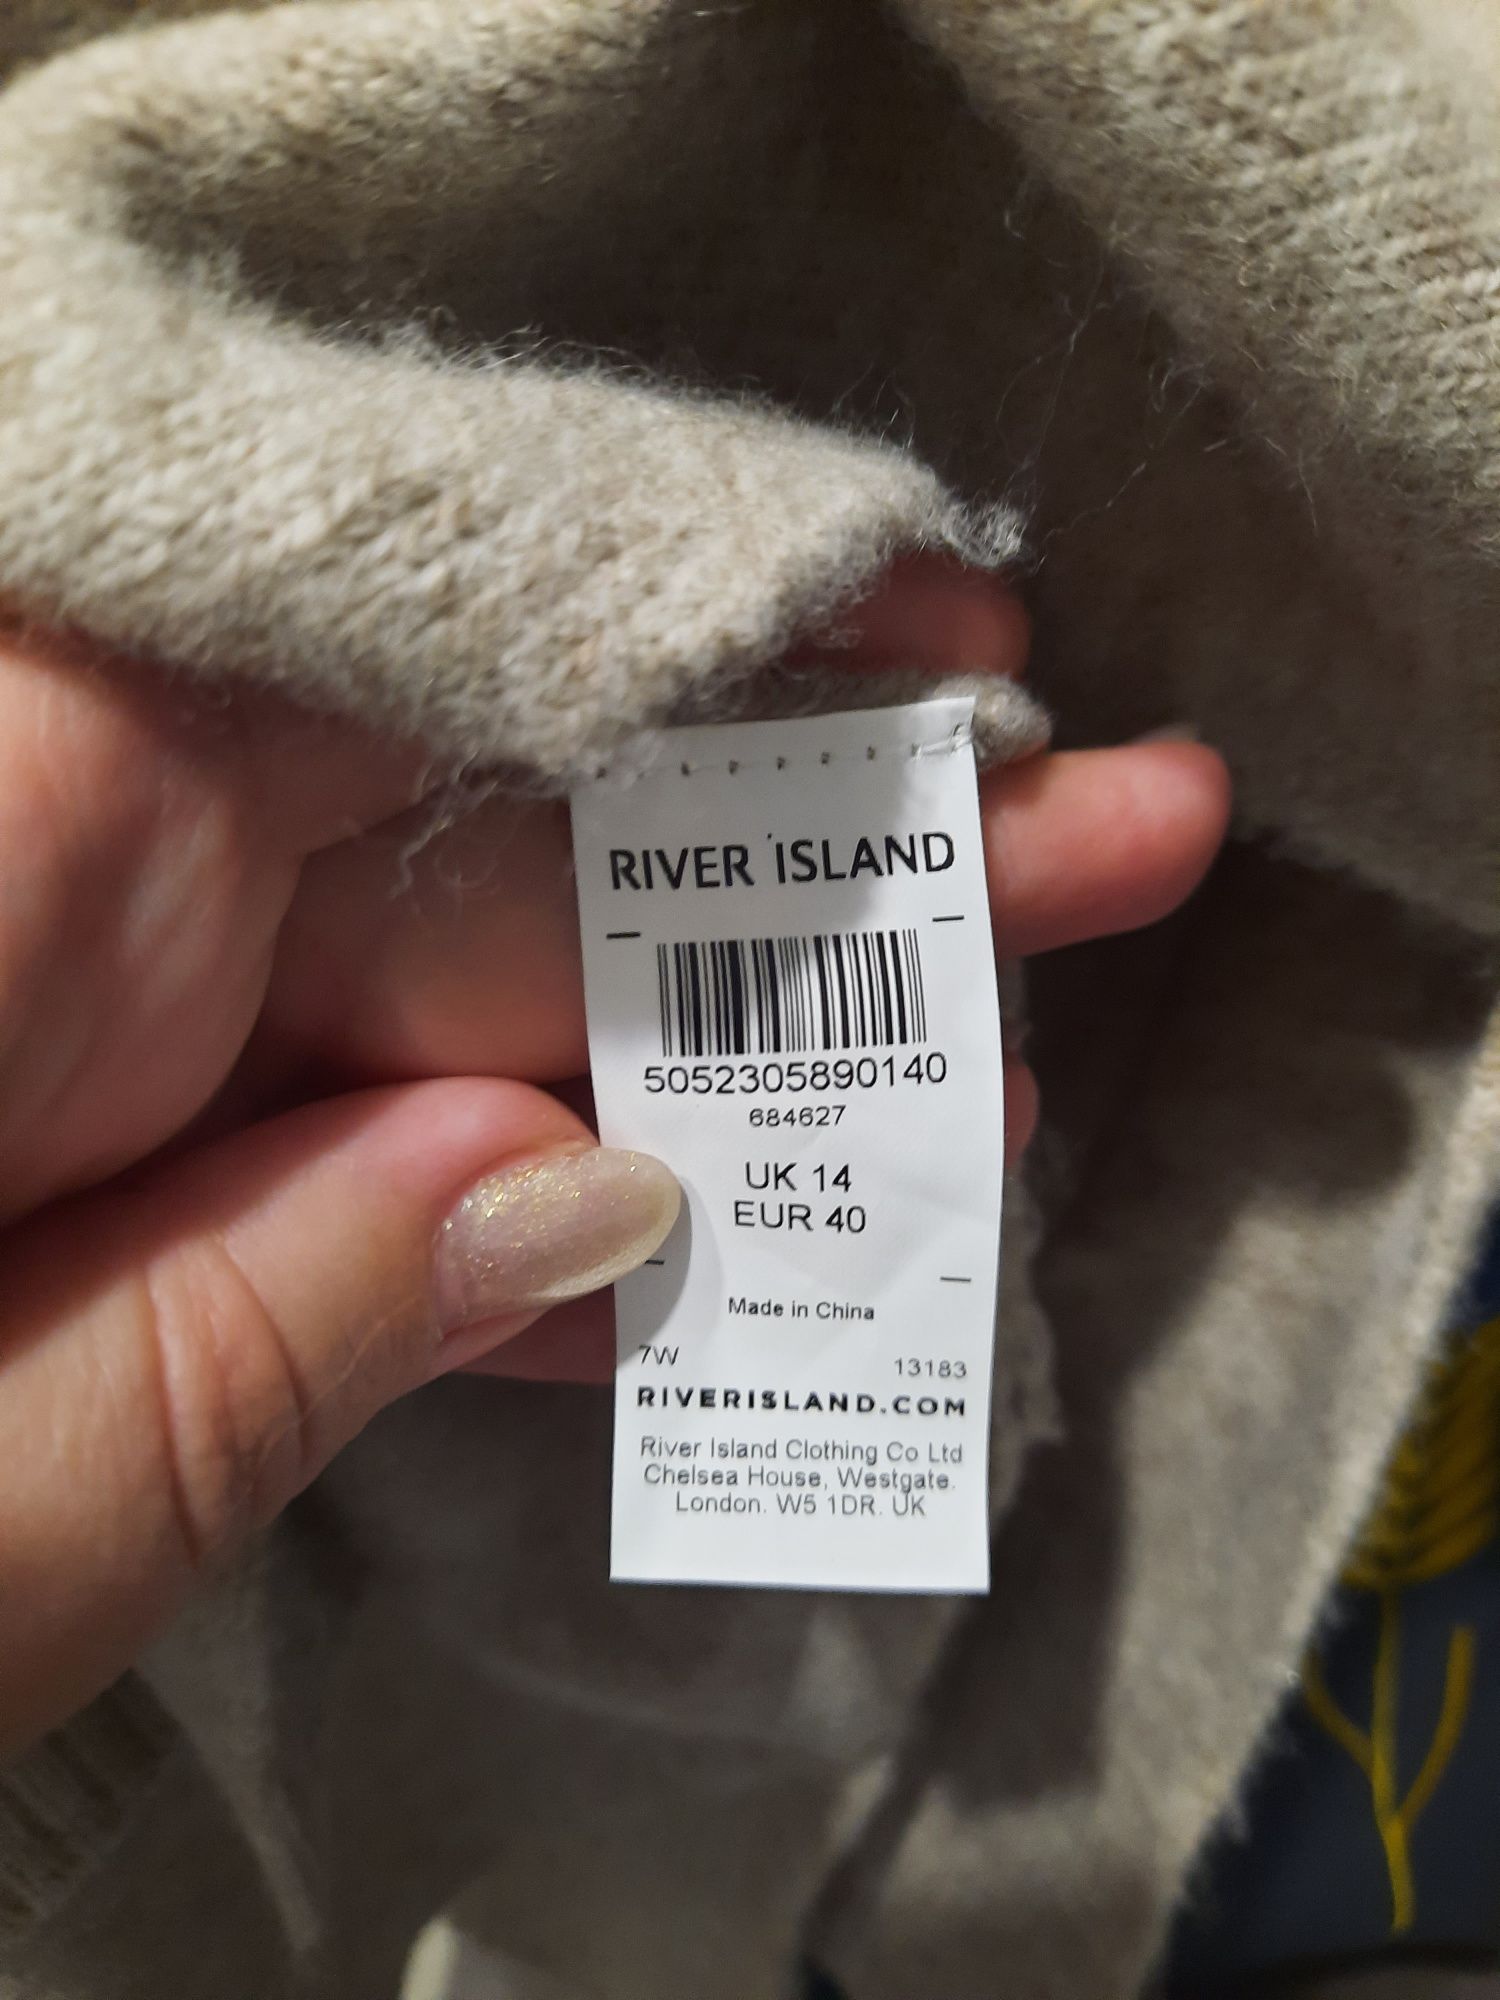 RIVER ISLAND
5052305890140
684627
UK 14
EUR 40
Made in China
7W 13183
RIVERISLAND.COM
River Island Clothing Co Ltd
Chelsea House, Westgate.
London. W5 1DR. UK